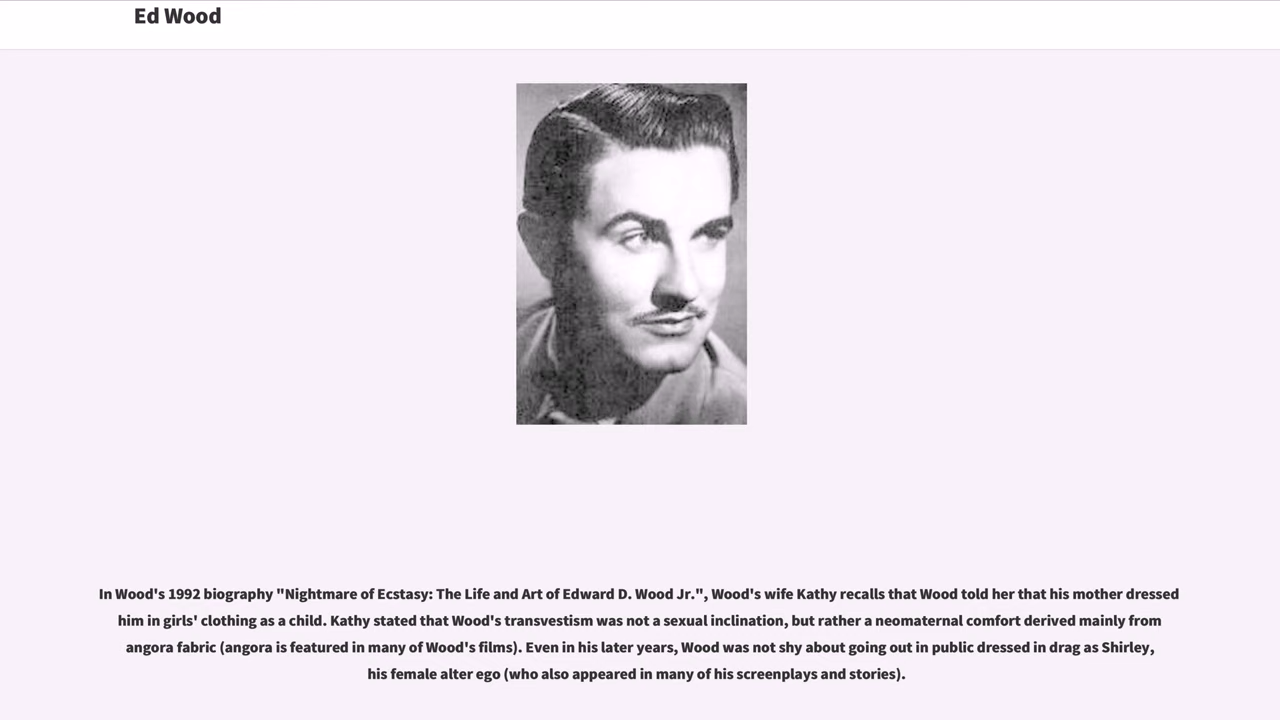 Ed Wood
In Wood's 1992 biography "Nightmare of Ecstasy: The Life and Art of Edward D. Wood Jr.", Wood's wife Kathy recalls that Wood told her that his mother dressed
him in girls' clothing as a child. Kathy stated that Wood's transvestism was not a sexual inclination, but rather a neomaternal comfort derived mainly from
angora fabric (angora is featured in many of Wood's films). Even in his later years, Wood was not shy about going out in public dressed in drag as Shirley,
his female alter ego (who also appeared in many of his screenplays and stories).